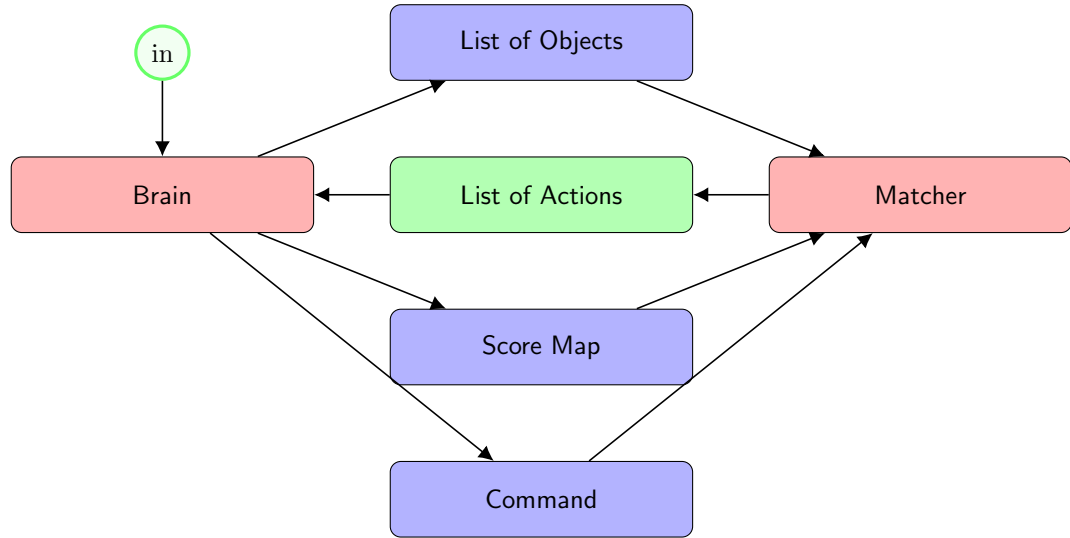 in
List of Objects
Brain
List of Actions
Matcher
Score Map
Command